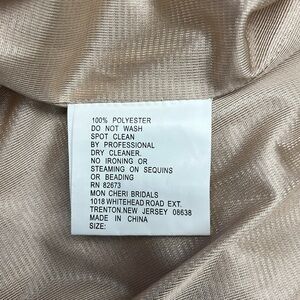 100% POLYESTER
DO NOT WASH
SPOT CLEAN
BY PROFESSIONAL
DRY CLEANER.
NO IRONING OR
STEAMING ON SEQUINS
OR BEADING
RN 82673
MON CHERI BRIDALS
1018 WHITEHEAD ROAD EXT.
TRENTON.NEW JERSEY 08638
MADE IN CHINA
SIZE: